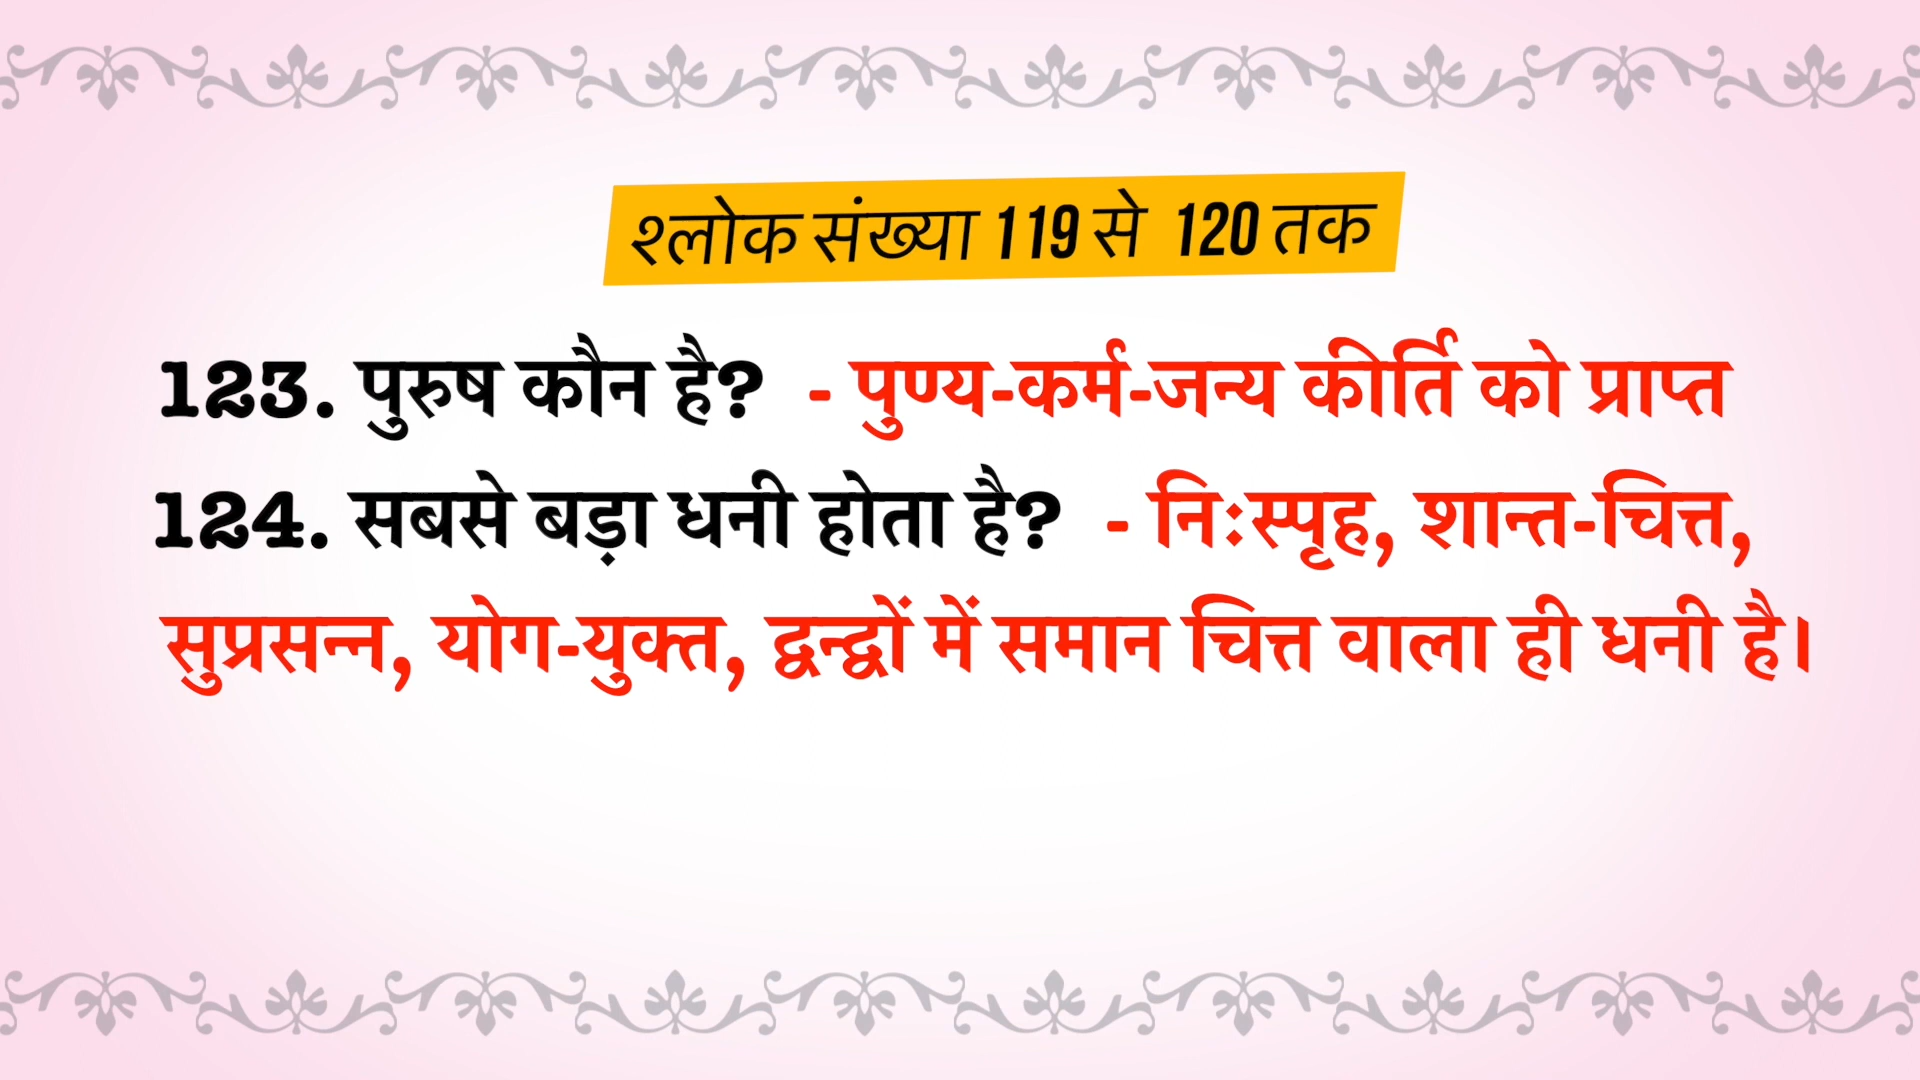 श्लोक संख्या 119 से 120 तक
123. पुरुष कौन है? - पुण्य-कर्म-जन्य कीर्ति को प्राप्त
124. सबसे बड़ा धनी होता है? - निःस्पृह, शान्त-चित्त,
सुप्रसन्न, योग-युक्त, द्वन्द्वों में समान चित्त वाला ही धनी है।